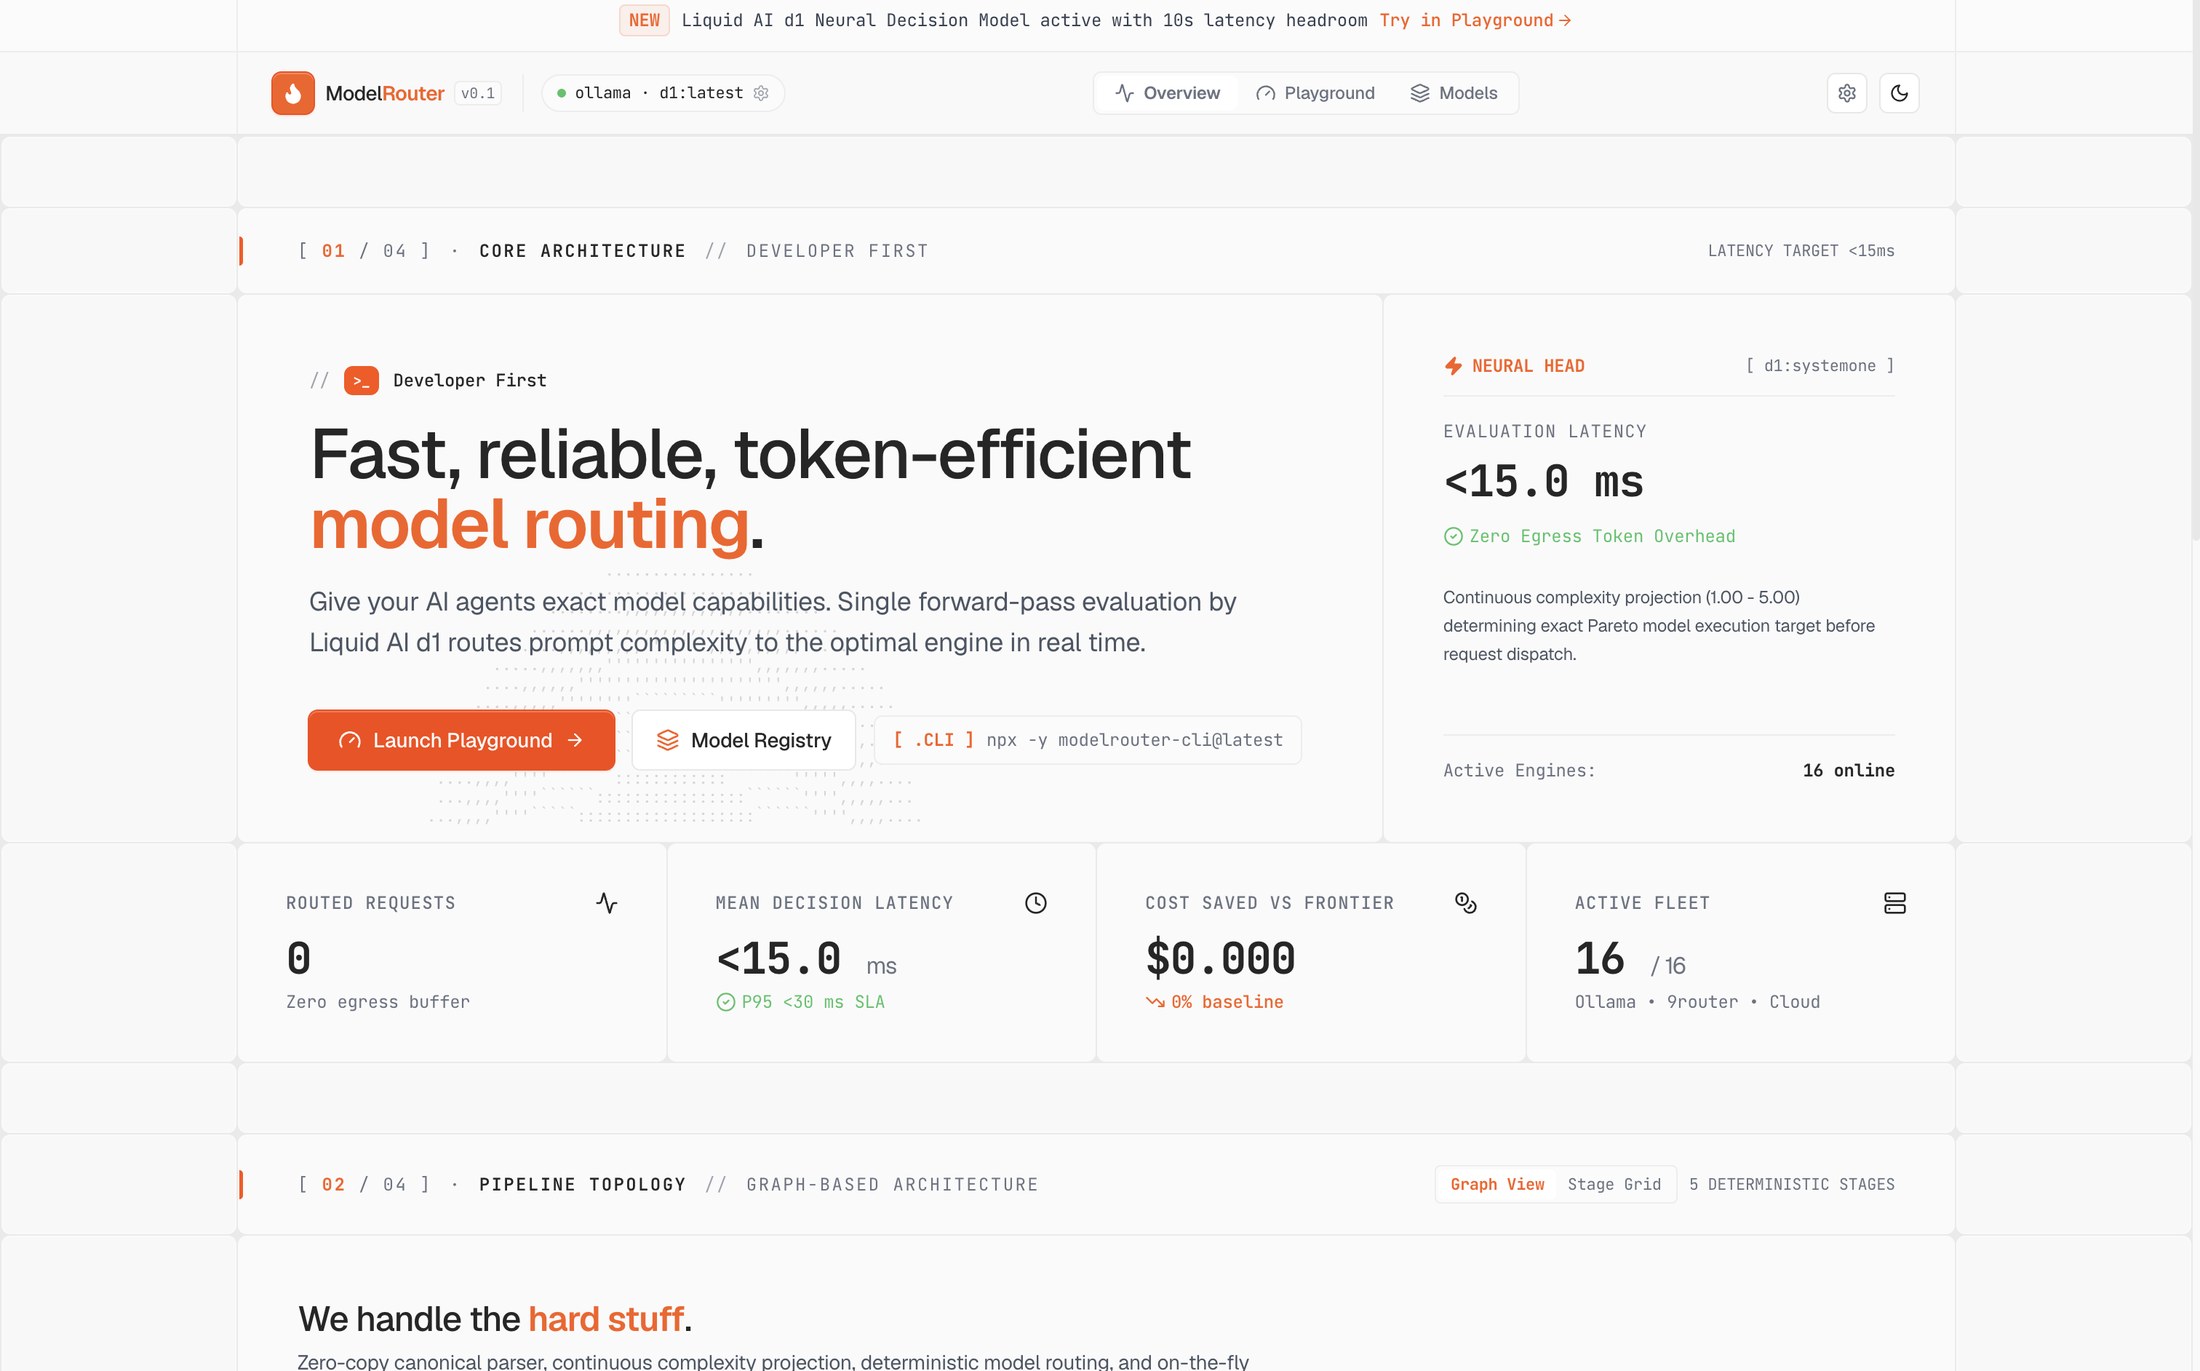 NEW Liquid AI d1 Neural Decision Model active with 10s latency headroom Try in Playground →
ModelRouter v0.1 ollama · d1:latest Overview Playground Models
[ 01 / 04 ] · CORE ARCHITECTURE // DEVELOPER FIRST LATENCY TARGET <15ms
// >_ Developer First
Fast, reliable, token-efficient
model routing.
Give your AI agents exact model capabilities. Single forward-pass evaluation by
Liquid AI d1 routes prompt complexity to the optimal engine in real time.
Launch Playground → Model Registry [ .CLI ] npx -y modelrouter-cli@latest
NEURAL HEAD [ d1:systemone ]
EVALUATION LATENCY
<15.0 ms
Zero Egress Token Overhead
Continuous complexity projection (1.00 - 5.00)
determining exact Pareto model execution target before
request dispatch.
Active Engines: 16 online
ROUTED REQUESTS
0
Zero egress buffer
MEAN DECISION LATENCY
<15.0 ms
P95 <30 ms SLA
COST SAVED VS FRONTIER
$0.000
0% baseline
ACTIVE FLEET
16 / 16
Ollama • 9router • Cloud
[ 02 / 04 ] · PIPELINE TOPOLOGY // GRAPH-BASED ARCHITECTURE Graph View Stage Grid 5 DETERMINISTIC STAGES
We handle the hard stuff.
Zero-copy canonical parser, continuous complexity projection, deterministic model routing, and on-the-fly